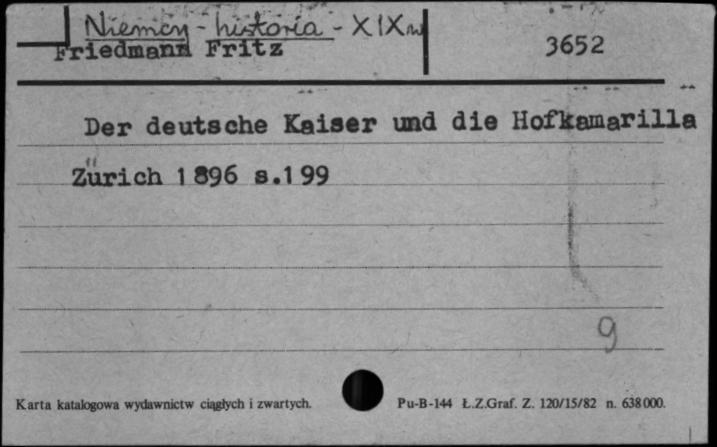 Niemcy - historia - XIX w
Friedmann Fritz
3652
Der deutsche Kaiser und die Hofkamarilla
Zürich 1896 s.199
9
Karta katalogowa wydawnictw ciągłych i zwartych.
Pu-B-144 Ł.Z.Graf. Z. 120/15/82 n. 638000.